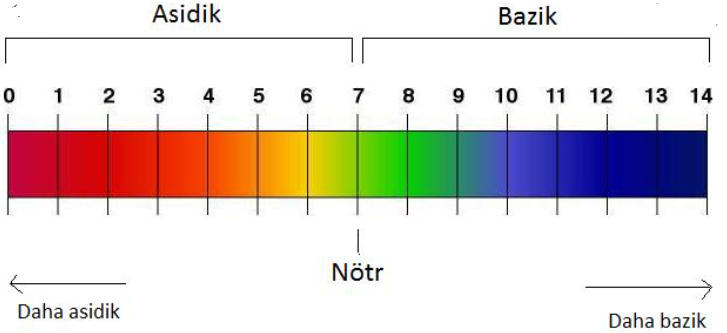 Asidik Bazik
0 1 2 3 4 5 6 7 8 9 10 11 12 13 14
Nötr
Daha asidik
Daha bazik